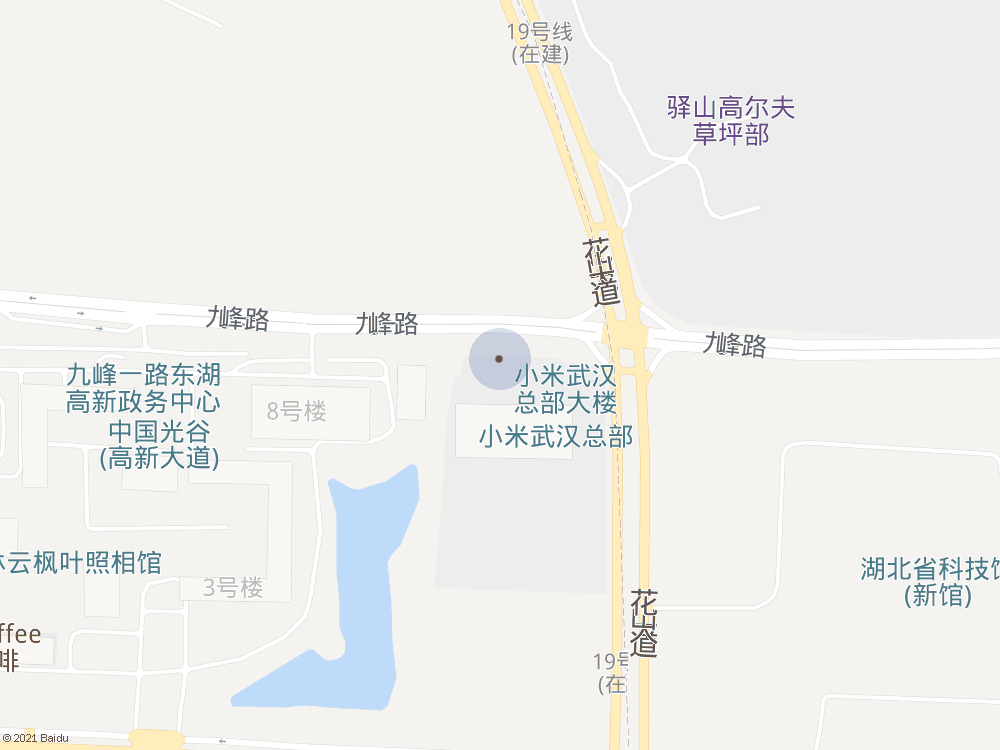 19号线
(在建)
驿山高尔夫
草坪部
花山大道
九峰路
九峰路
九峰路
九峰一路东湖
高新政务中心
小米武汉
总部大楼
8号楼
中国光谷
(高新大道)
小米武汉总部
云枫叶照相馆
湖北省科技馆
(新馆)
3号楼
花山大道
ffee
啡
19号
(在
© 2021 Baidu